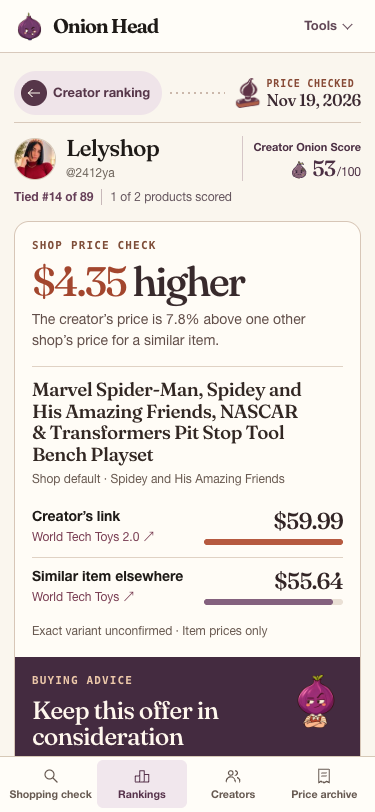 Onion Head
Tools
Creator ranking
PRICE CHECKED
Nov 19, 2026
Lelyshop
@2412ya
Creator Onion Score
53/100
Tied #14 of 89
1 of 2 products scored
SHOP PRICE CHECK
$4.35 higher
The creator's price is 7.8% above one other
shop's price for a similar item.
Marvel Spider-Man, Spidey and
His Amazing Friends, NASCAR
& Transformers Pit Stop Tool
Bench Playset
Shop default · Spidey and His Amazing Friends
Creator's link
$59.99
World Tech Toys 2.0 ↗
Similar item elsewhere
$55.64
World Tech Toys ↗
Exact variant unconfirmed · Item prices only
BUYING ADVICE
Keep this offer in
consideration
Shopping check
Rankings
Creators
Price archive